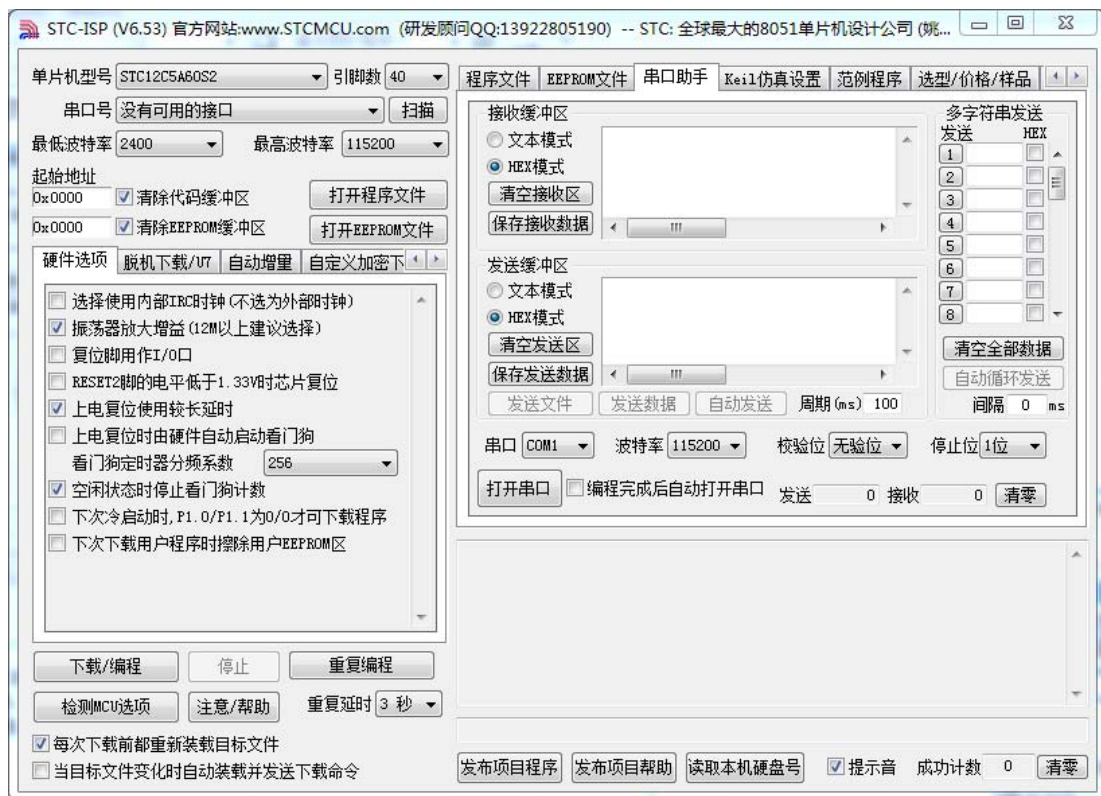 STC-ISP (V6.53) 官方网站:www.STCMCU.com (研发顾问QQ:13922805190) -- STC: 全球最大的8051单片机设计公司 (姚...
单片机型号 STC12C5A60S2 引脚数 40
串口号 没有可用的接口 扫描
最低波特率 2400 最高波特率 115200
起始地址
0x0000 清除代码缓冲区 打开程序文件
0x0000 清除EEPROM缓冲区 打开EEPROM文件
硬件选项 脱机下载/U7 自动增量 自定义加密下
选择使用内部IRC时钟(不选为外部时钟)
振荡器放大增益(12M以上建议选择)
复位脚用作I/O口
RESET2脚的电平低于1.33V时芯片复位
上电复位使用较长延时
上电复位时由硬件自动启动看门狗
看门狗定时器分频系数 256
空闲状态时停止看门狗计数
下次冷启动时,P1.0/P1.1为0/0才可下载程序
下次下载用户程序时擦除用户EEPROM区
下载/编程 停止 重复编程
检测MCU选项 注意/帮助 重复延时 3 秒
每次下载前都重新装载目标文件
当目标文件变化时自动装载并发送下载命令
程序文件 EEPROM文件 串口助手 Keil仿真设置 范例程序 选型/价格/样品
接收缓冲区
文本模式
HEX模式
清空接收区
保存接收数据
发送缓冲区
文本模式
HEX模式
清空发送区
保存发送数据
发送文件 发送数据 自动发送 周期(ms) 100
多字符串发送
发送 HEX
1
2
3
4
5
6
7
8
清空全部数据
自动循环发送
间隔 0 ms
串口 COM1 波特率 115200 校验位 无验位 停止位 1位
打开串口 编程完成后自动打开串口 发送 0 接收 0 清零
发布项目程序 发布项目帮助 读取本机硬盘号 提示音 成功计数 0 清零